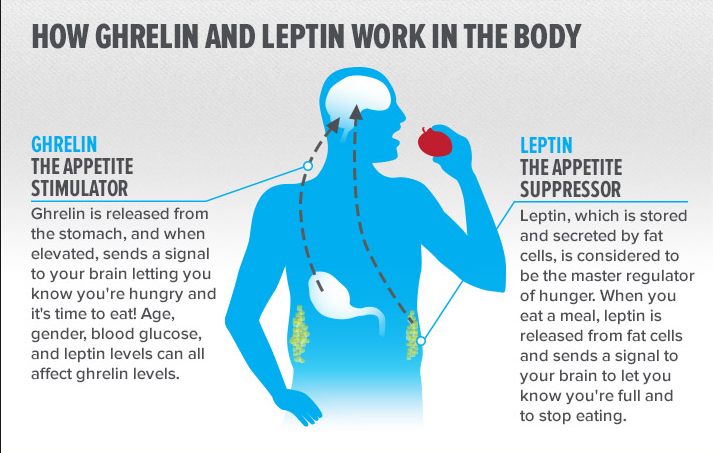 HOW GHRELIN AND LEPTIN WORK IN THE BODY
GHRELIN
THE APPETITE
STIMULATOR
Ghrelin is released from
the stomach, and when
elevated, sends a signal
to your brain letting you
know you're hungry and
it's time to eat! Age,
gender, blood glucose,
and leptin levels can all
affect ghrelin levels.
LEPTIN
THE APPETITE
SUPPRESSOR
Leptin, which is stored
and secreted by fat
cells, is considered to
be the master regulator
of hunger. When you
eat a meal, leptin is
released from fat cells
and sends a signal to
your brain to let you
know you're full and
to stop eating.